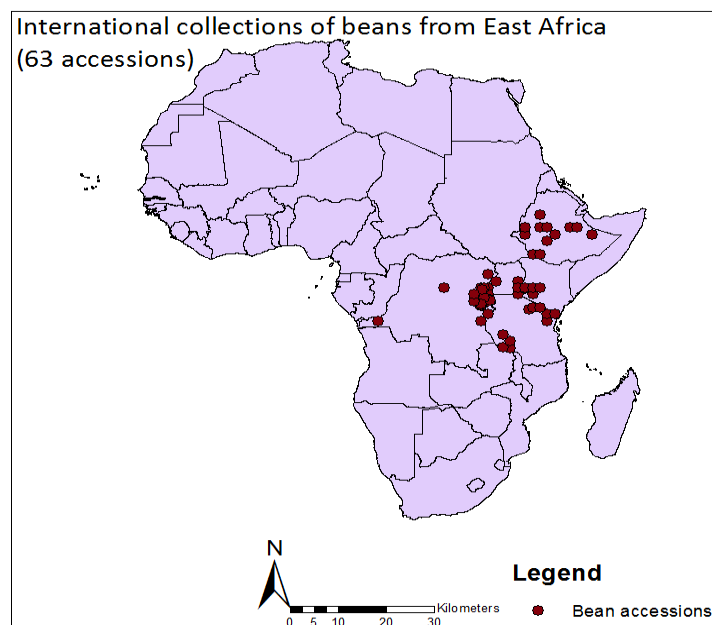 International collections of beans from East Africa
(63 accessions)
N
Kilometers
0 5 10 20 30
Legend
Bean accessions